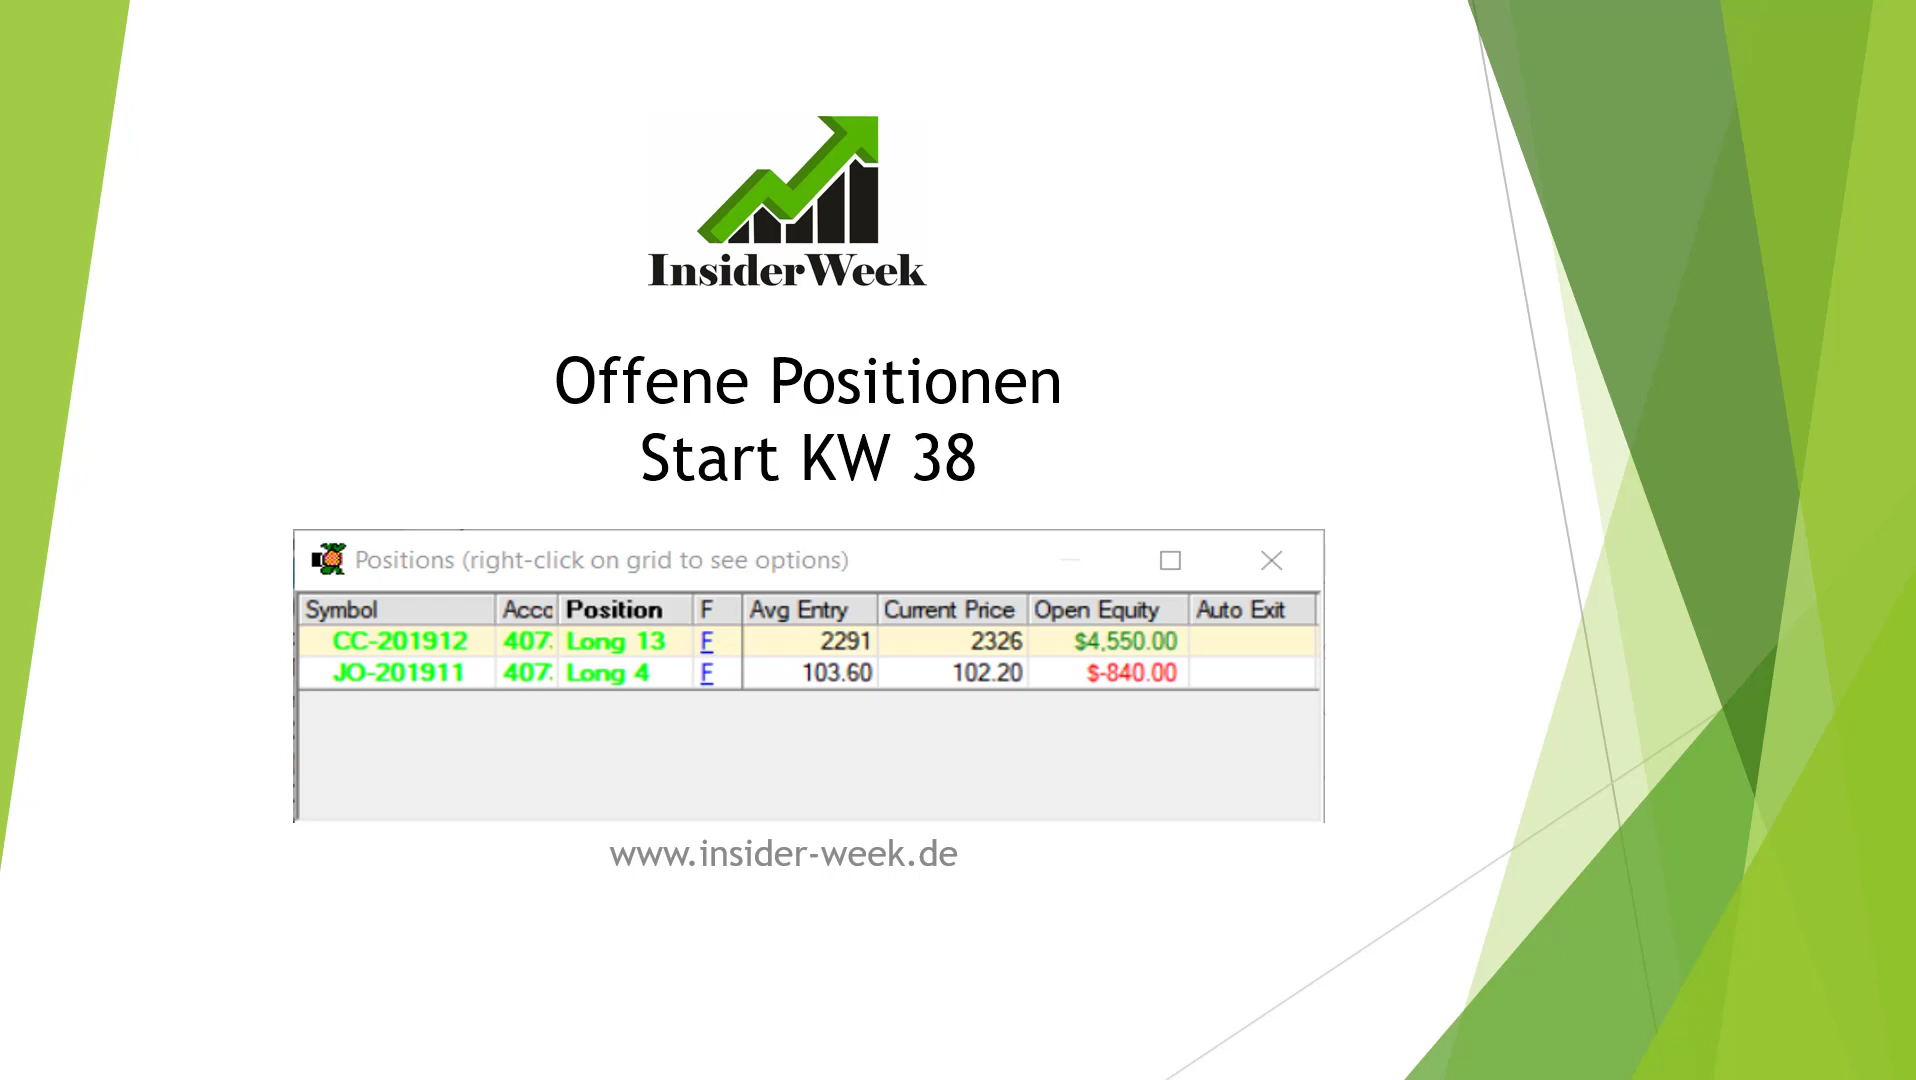 InsiderWeek
Offene Positionen
Start KW 38
Positions (right-click on grid to see options)
Symbol Acco Position F Avg Entry Current Price Open Equity Auto Exit
CC-201912 407 Long 13 F 2291 2326 $4,550.00
JO-201911 407 Long 4 F 103.60 102.20 $-840.00
www.insider-week.de